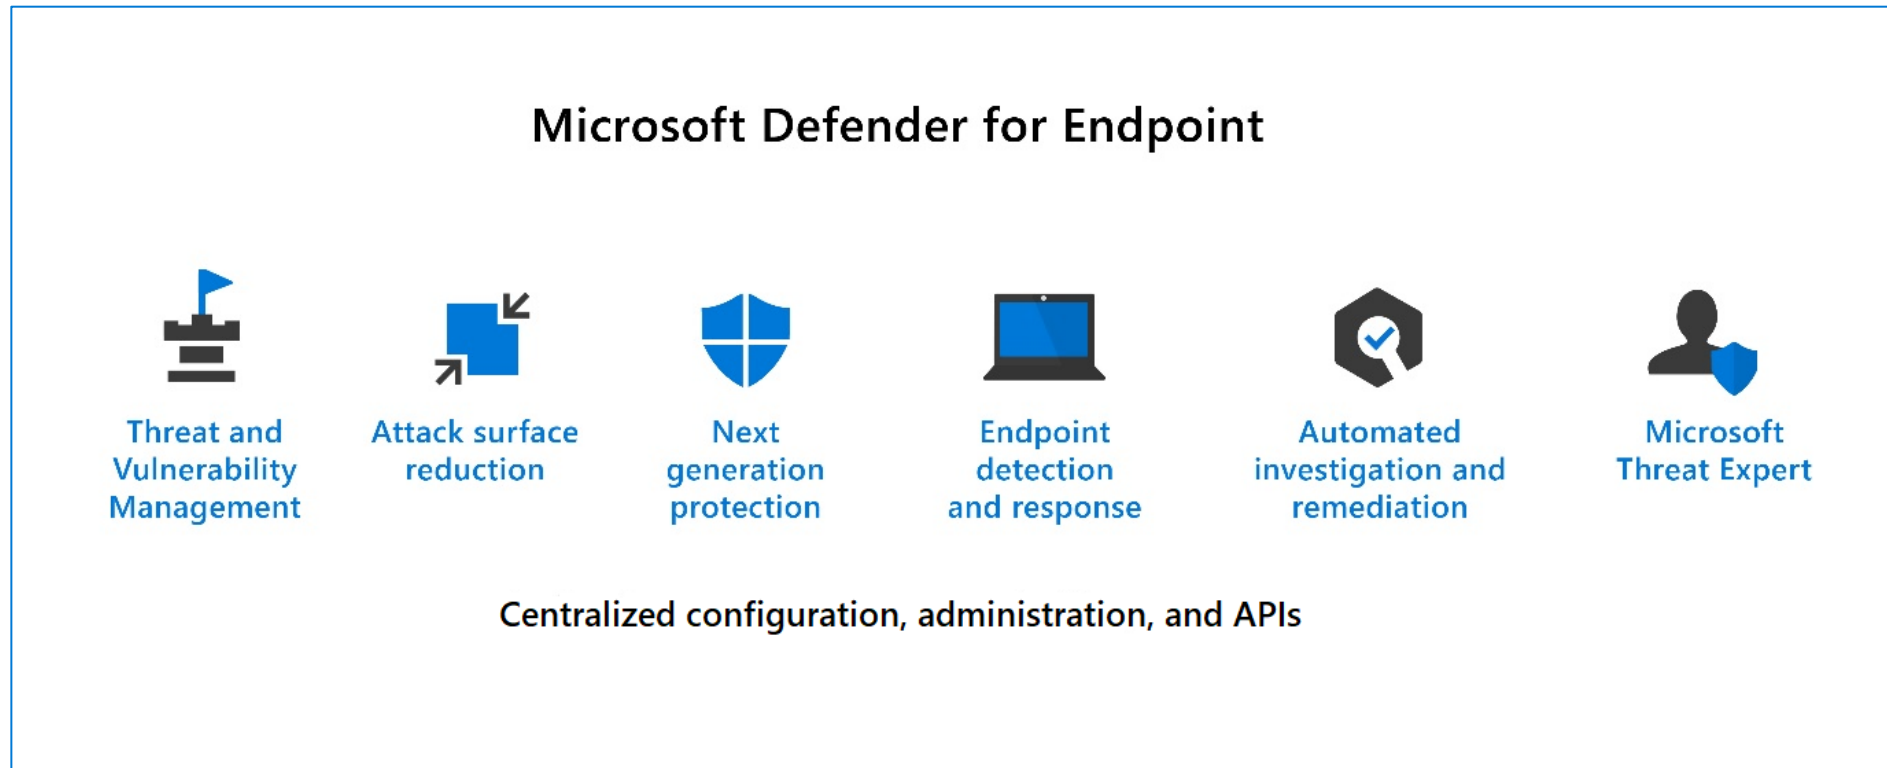 Microsoft Defender for Endpoint
Threat and
Vulnerability
Management
Attack surface
reduction
Next
generation
protection
Endpoint
detection
and response
Automated
investigation and
remediation
Microsoft
Threat Expert
Centralized configuration, administration, and APIs